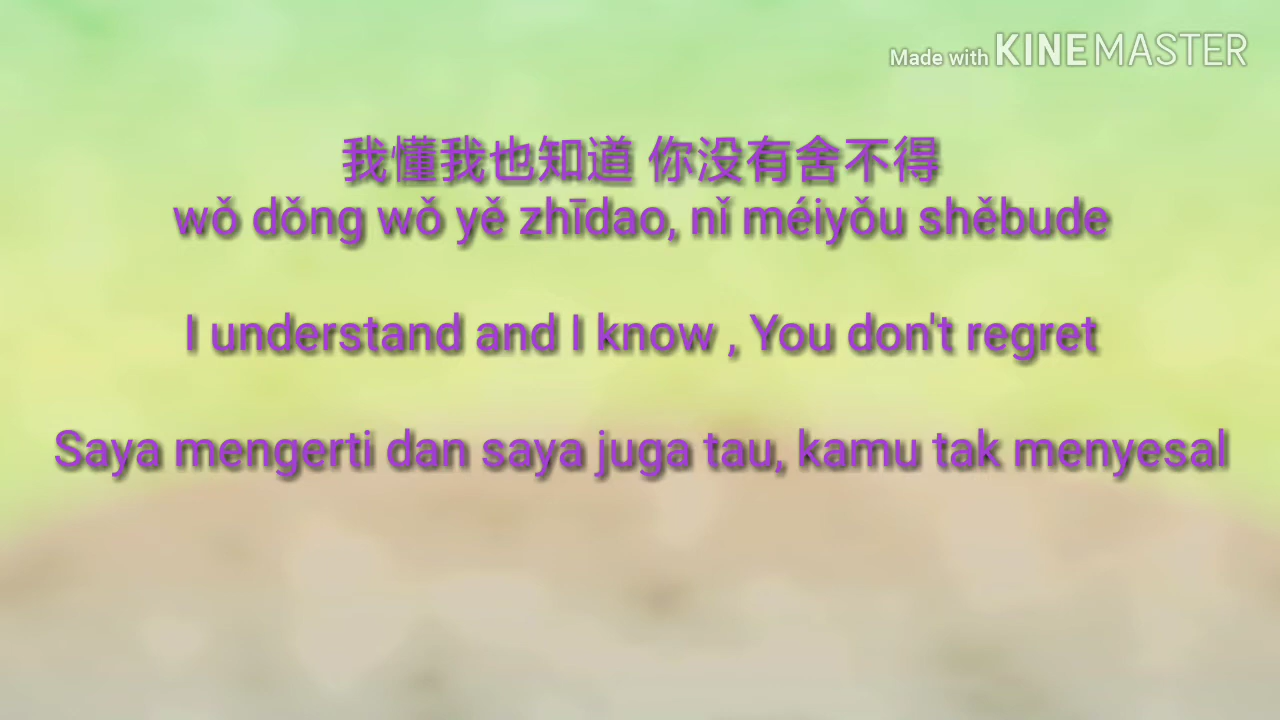 Made with KINEMASTER
我懂我也知道 你没有舍不得
wǒ dǒng wǒ yě zhīdao, nǐ méiyǒu shěbude
I understand and I know , You don't regret
Saya mengerti dan saya juga tau, kamu tak menyesal